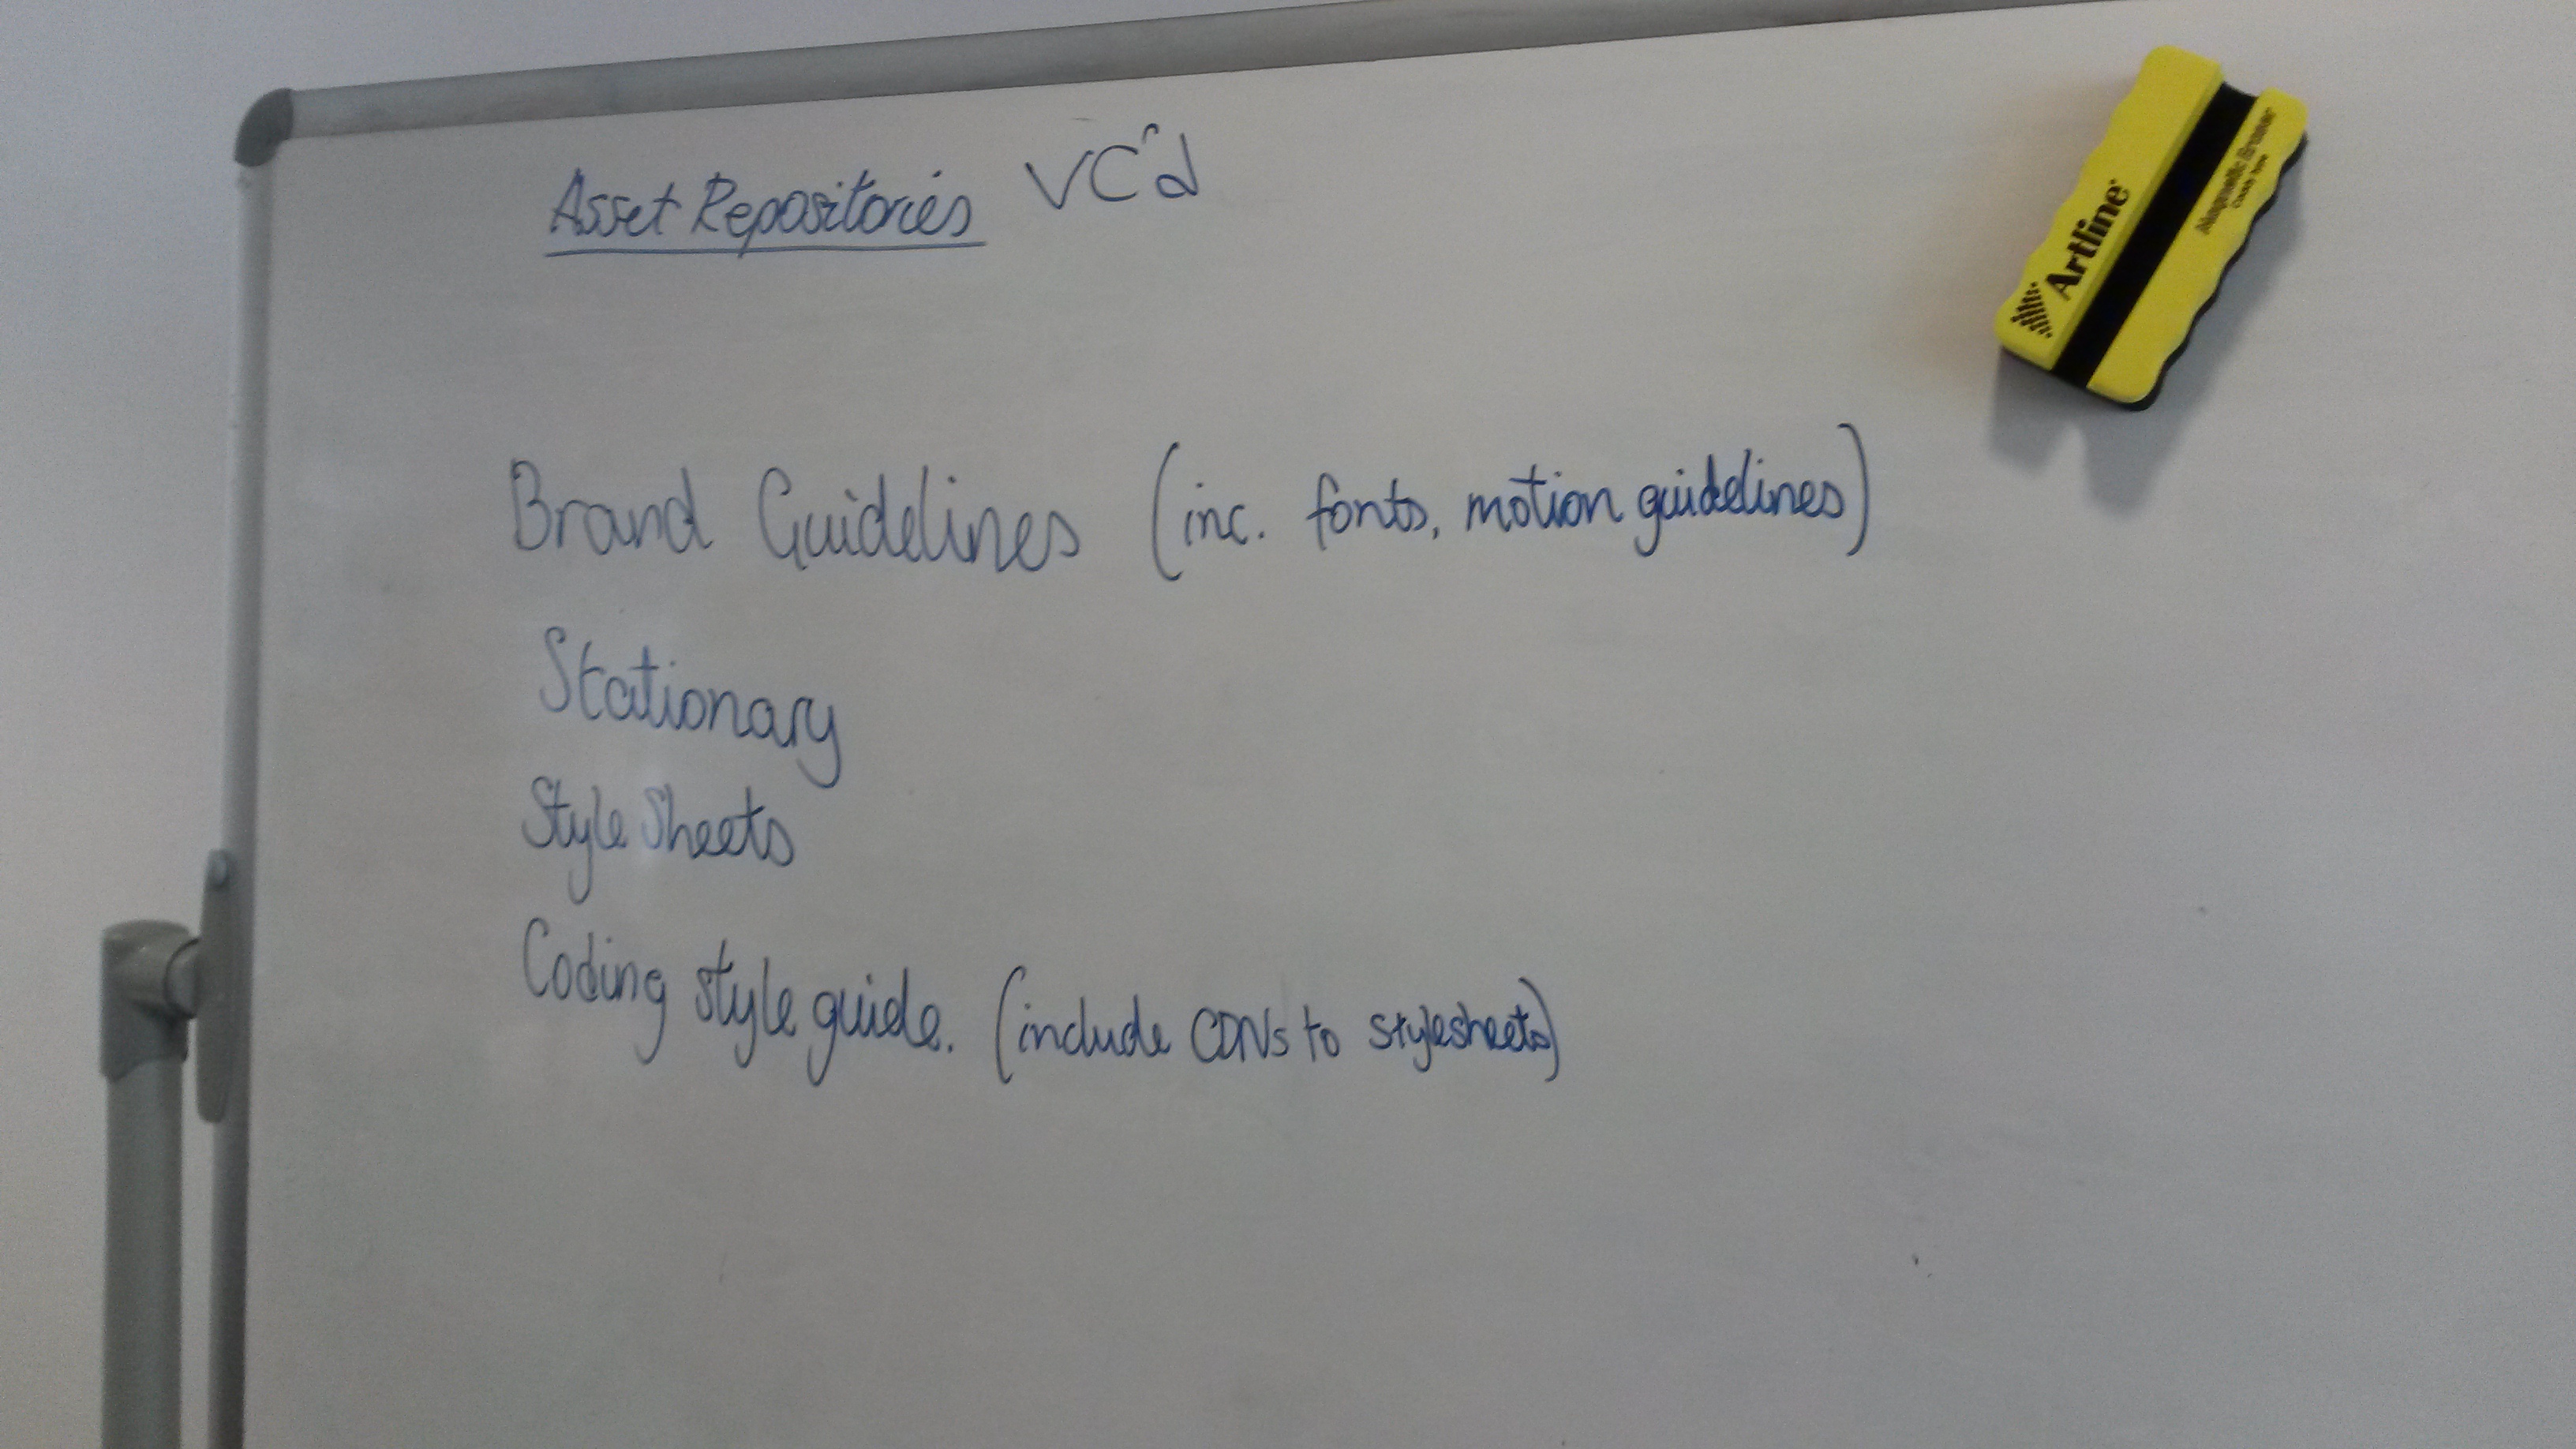 Asset Repositories VC'd
Brand Guidelines (inc. fonts, motion guidelines)
Stationary
Style Sheets
Coding style guide. (include CDNs to stylesheets)
Artline
Magnetic Eraser